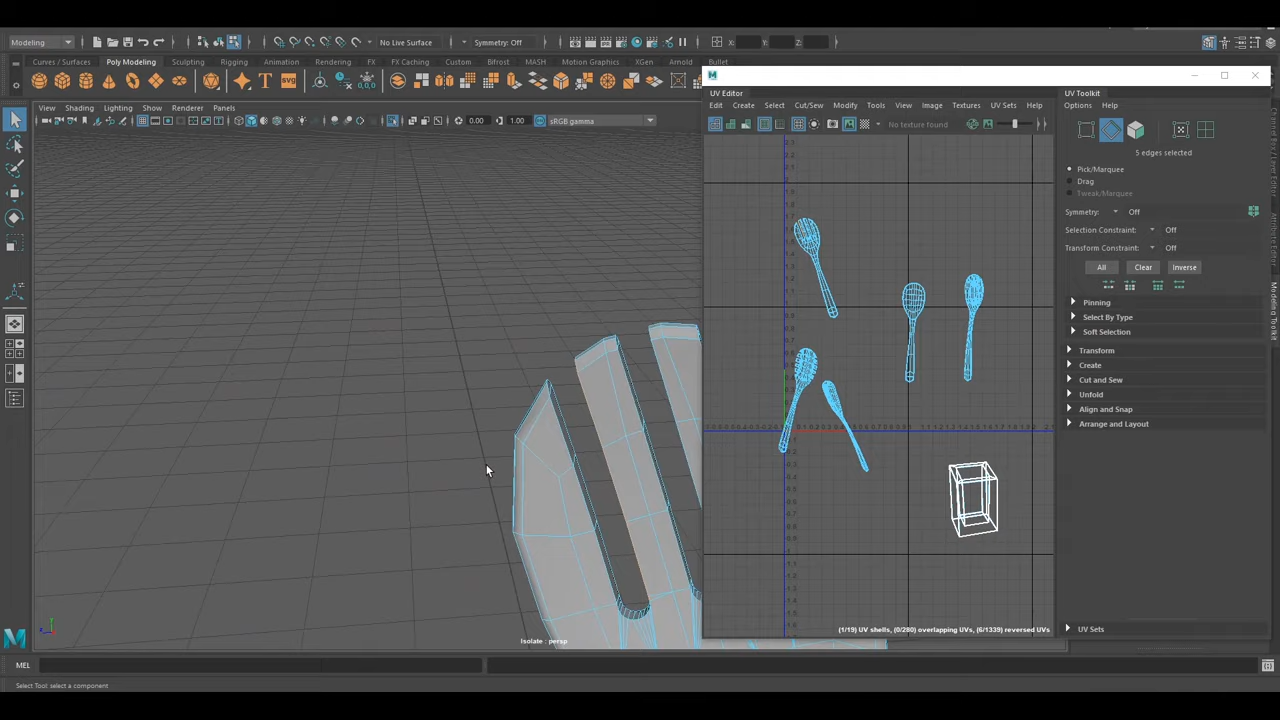 Modeling
No Live Surface
Symmetry: Off
X:
Y:
Z:
Curves / Surfaces
Poly Modeling
Sculpting
Rigging
Animation
Rendering
FX
FX Caching
Custom
Bifrost
MASH
Motion Graphics
XGen
Arnold
Bullet
View
Shading
Lighting
Show
Renderer
Panels
0.00
1.00
sRGB gamma
UV Editor
UV Toolkit
Edit
Create
Select
Cut/Sew
Modify
Tools
View
Image
Textures
UV Sets
Help
Options
Help
No texture found
5 edges selected
Pick/Marquee
Drag
Tweak/Marquee
Symmetry:
Off
Selection Constraint:
Off
Transform Constraint:
Off
All
Clear
Inverse
Pinning
Select By Type
Soft Selection
Transform
Create
Cut and Sew
Unfold
Align and Snap
Arrange and Layout
UV Sets
(1/19) UV shells, (0/280) overlapping UVs, (6/1339) reversed UVs
Isolate : persp
Modeling Toolkit
Attribute Editor
MEL
Select Tool: select a component